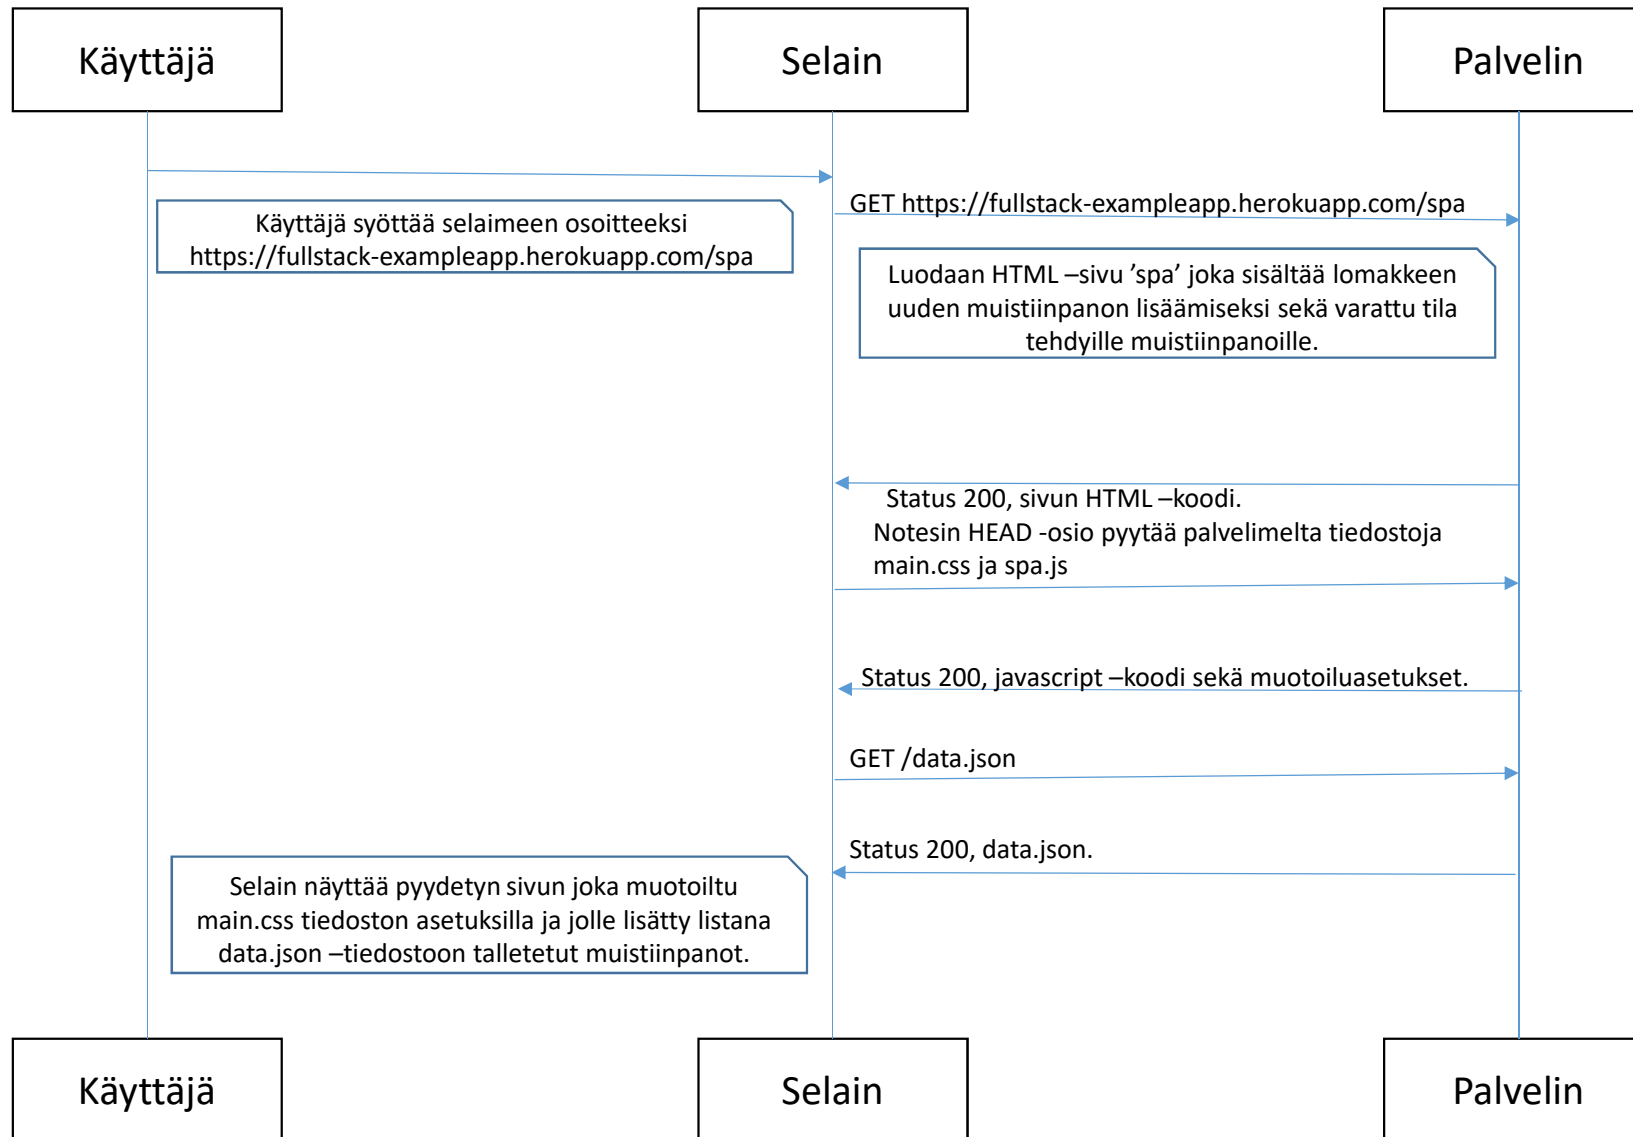 Käyttäjä
Selain
Palvelin
GET https://fullstack-exampleapp.herokuapp.com/spa
Käyttäjä syöttää selaimeen osoitteeksi
https://fullstack-exampleapp.herokuapp.com/spa
Luodaan HTML –sivu ’spa’ joka sisältää lomakkeen
uuden muistiinpanon lisäämiseksi sekä varattu tila
tehdyille muistiinpanoille.
Status 200, sivun HTML –koodi.
Notesin HEAD -osio pyytää palvelimelta tiedostoja
main.css ja spa.js
Status 200, javascript –koodi sekä muotoiluasetukset.
GET /data.json
Status 200, data.json.
Selain näyttää pyydetyn sivun joka muotoiltu
main.css tiedoston asetuksilla ja jolle lisätty listana
data.json –tiedostoon talletetut muistiinpanot.
Käyttäjä
Selain
Palvelin